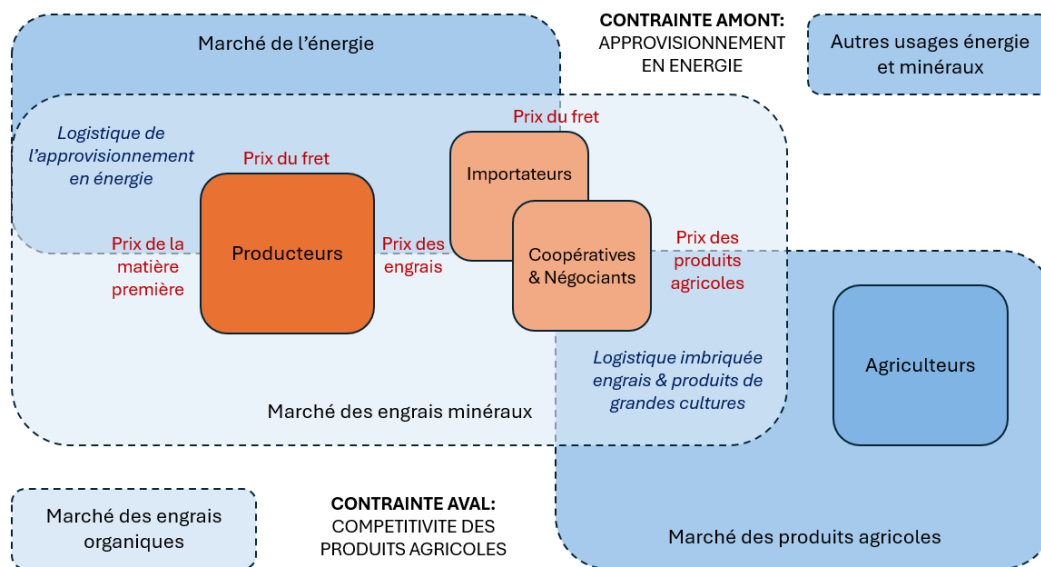 Marché de l'énergie
CONTRAINTE AMONT:
APPROVISIONNEMENT
EN ENERGIE
Autres usages énergie
et minéraux
Logistique de
l'approvisionnement
en énergie
Prix du fret
Prix du fret
Importateurs
Producteurs
Prix de la
matière
première
Prix des
engrais
Coopératives
& Négociants
Prix des
produits
agricoles
Agriculteurs
Logistique imbriquée
engrais & produits de
grandes cultures
Marché des engrais minéraux
Marché des engrais
organiques
CONTRAINTE AVAL:
COMPETITIVITE DES
PRODUITS AGRICOLES
Marché des produits agricoles